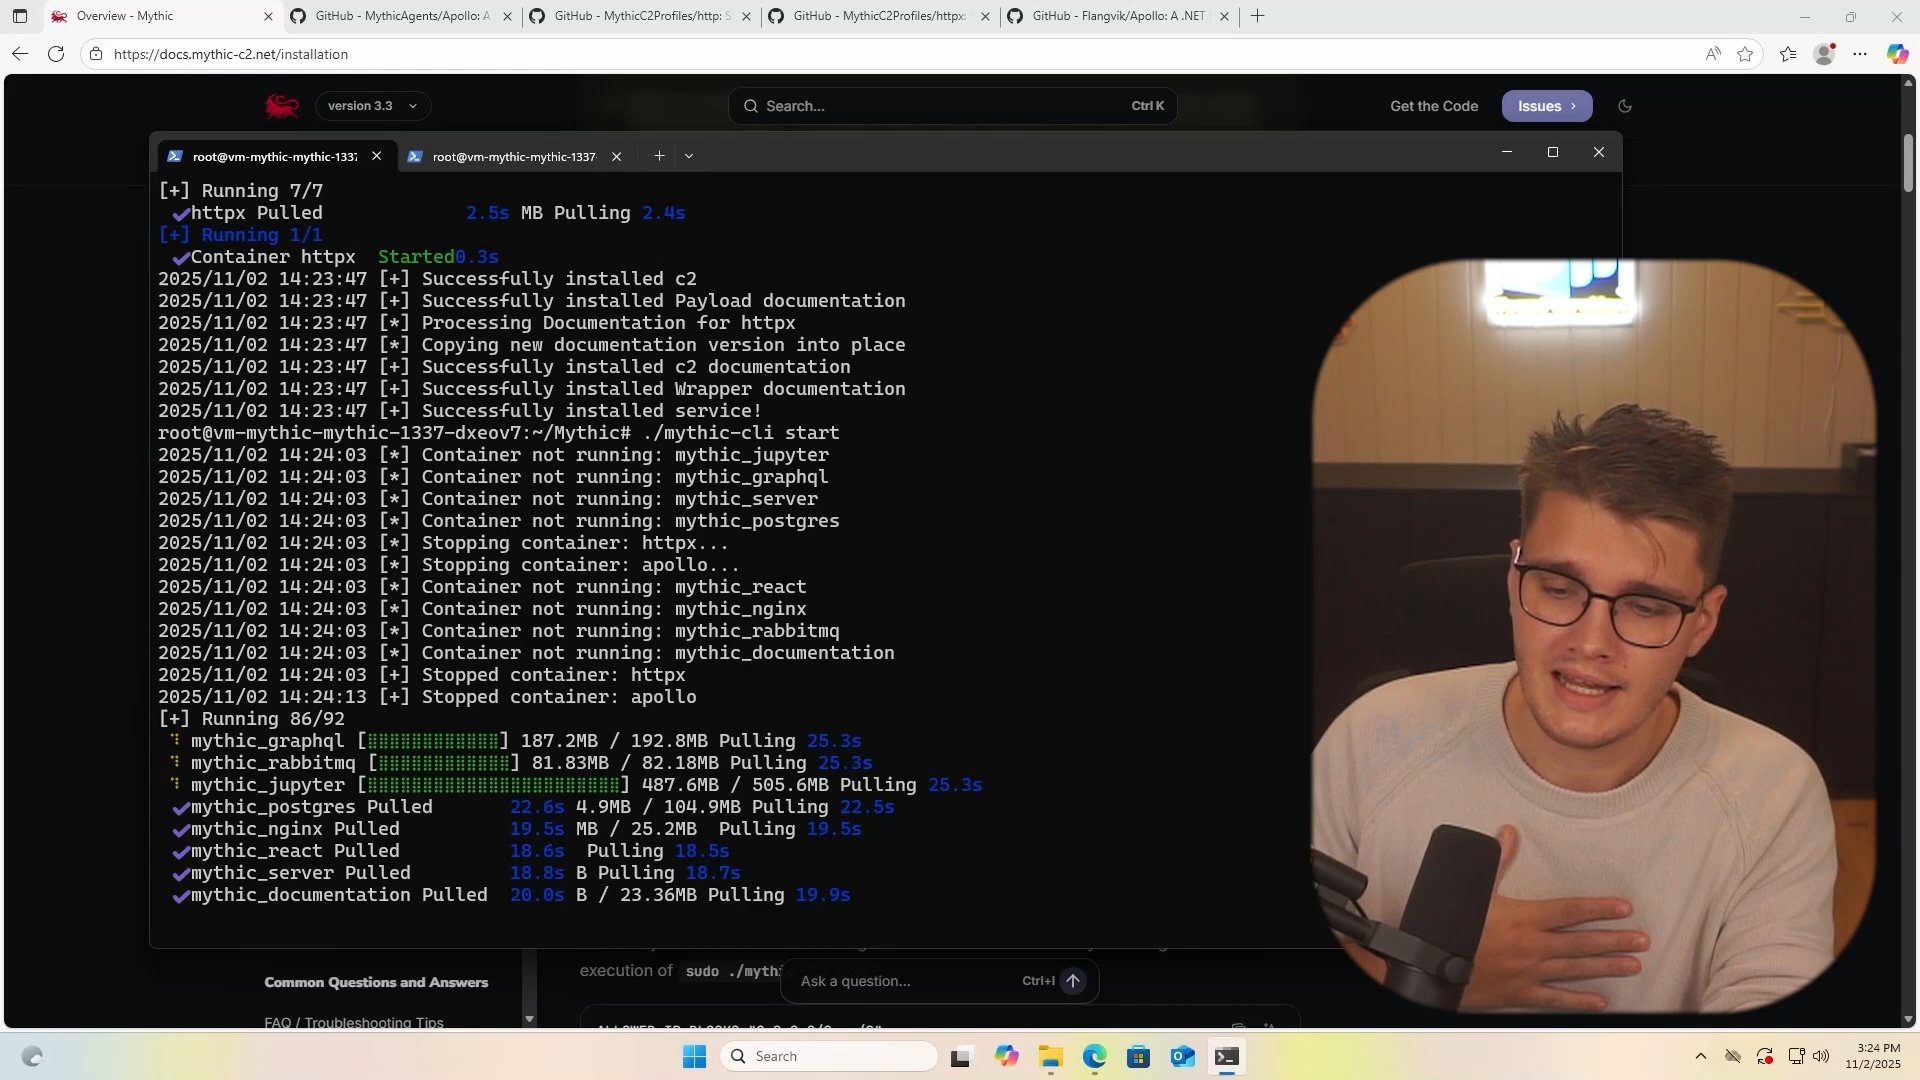 Overview - Mythic
GitHub - MythicAgents/Apollo: A
GitHub - MythicC2Profiles/http: S
GitHub - MythicC2Profiles/httpx:
GitHub - Flangvik/Apollo: A .NET
https://docs.mythic-c2.net/installation
version 3.3
Search...
Ctrl K
Get the Code
Issues
root@vm-mythic-mythic-1337
root@vm-mythic-mythic-1337-
[+] Running 7/7
✔httpx Pulled 2.5s MB Pulling 2.4s
[+] Running 1/1
✔Container httpx Started0.3s
2025/11/02 14:23:47 [+] Successfully installed c2
2025/11/02 14:23:47 [+] Successfully installed Payload documentation
2025/11/02 14:23:47 [*] Processing Documentation for httpx
2025/11/02 14:23:47 [*] Copying new documentation version into place
2025/11/02 14:23:47 [+] Successfully installed c2 documentation
2025/11/02 14:23:47 [+] Successfully installed Wrapper documentation
2025/11/02 14:23:47 [+] Successfully installed service!
root@vm-mythic-mythic-1337-dxeov7:~/Mythic# ./mythic-cli start
2025/11/02 14:24:03 [*] Container not running: mythic_jupyter
2025/11/02 14:24:03 [*] Container not running: mythic_graphql
2025/11/02 14:24:03 [*] Container not running: mythic_server
2025/11/02 14:24:03 [*] Container not running: mythic_postgres
2025/11/02 14:24:03 [*] Stopping container: httpx...
2025/11/02 14:24:03 [*] Stopping container: apollo...
2025/11/02 14:24:03 [*] Container not running: mythic_react
2025/11/02 14:24:03 [*] Container not running: mythic_nginx
2025/11/02 14:24:03 [*] Container not running: mythic_rabbitmq
2025/11/02 14:24:03 [*] Container not running: mythic_documentation
2025/11/02 14:24:03 [+] Stopped container: httpx
2025/11/02 14:24:13 [+] Stopped container: apollo
[+] Running 86/92
mythic_graphql [⣿⣿⣿⣿⣿⣿⣿⣿⣿⣿⣿⣿] 187.2MB / 192.8MB Pulling 25.3s
mythic_rabbitmq [⣿⣿⣿⣿⣿⣿⣿⣿⣿⣿⣿⣿] 81.83MB / 82.18MB Pulling 25.3s
mythic_jupyter [⣿⣿⣿⣿⣿⣿⣿⣿⣿⣿⣿⣿⣿⣿⣿⣿⣿⣿⣿⣿⣿⣿⣿] 487.6MB / 505.6MB Pulling 25.3s
✔mythic_postgres Pulled 22.6s 4.9MB / 104.9MB Pulling 22.5s
✔mythic_nginx Pulled 19.5s MB / 25.2MB Pulling 19.5s
✔mythic_react Pulled 18.6s Pulling 18.5s
✔mythic_server Pulled 18.8s B Pulling 18.7s
✔mythic_documentation Pulled 20.0s B / 23.36MB Pulling 19.9s
Common Questions and Answers
FAQ / Troubleshooting Tips
execution of sudo ./mythi
Ask a question...
Ctrl+I
Search
3:24 PM
11/2/2025